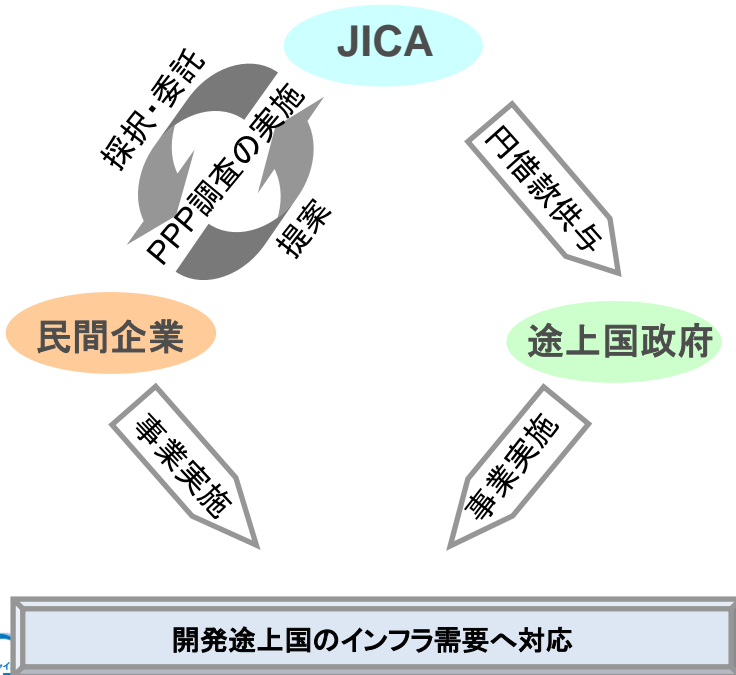 JICA
採択・委託
PPP調査の実施
提案
円借款供与
民間企業
途上国政府
事業実施
事業実施
開発途上国のインフラ需要へ対応